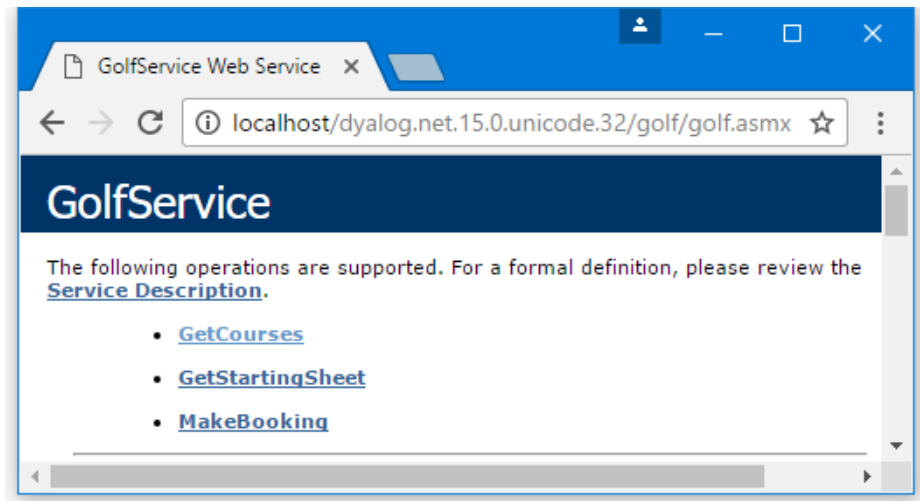 GolfService Web Service
localhost/dyalog.net.15.0.unicode.32/golf/golf.asmx
GolfService
The following operations are supported. For a formal definition, please review the
Service Description.
GetCourses
GetStartingSheet
MakeBooking